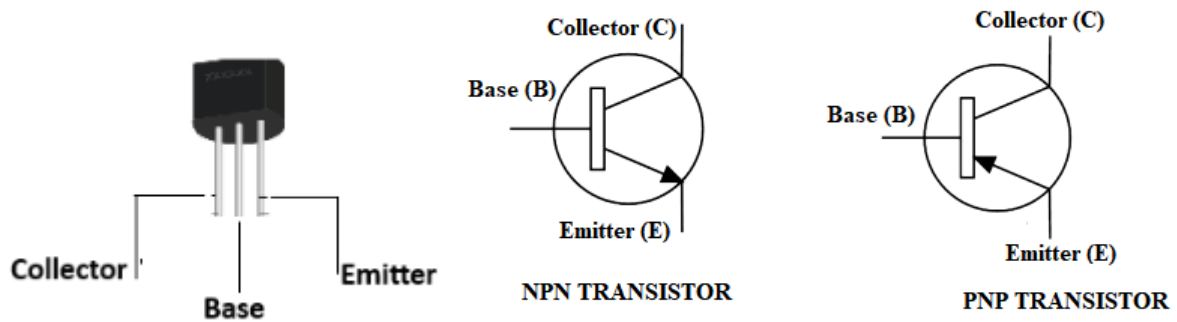 Collector
Base
Emitter
Collector (C)
Base (B)
Emitter (E)
NPN TRANSISTOR
Collector (C)
Base (B)
Emitter (E)
PNP TRANSISTOR